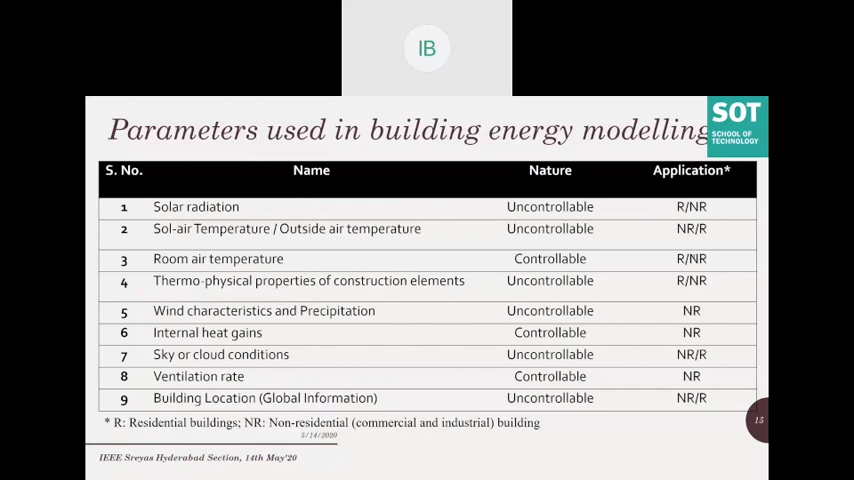 IB
Parameters used in building energy modelling
SOT
SCHOOL OF
TECHNOLOGY
S. No. Name Nature Application*
1 Solar radiation Uncontrollable R/NR
2 Sol-air Temperature / Outside air temperature Uncontrollable NR/R
3 Room air temperature Controllable R/NR
4 Thermo-physical properties of construction elements Uncontrollable R/NR
5 Wind characteristics and Precipitation Uncontrollable NR
6 Internal heat gains Controllable NR
7 Sky or cloud conditions Uncontrollable NR/R
8 Ventilation rate Controllable NR
9 Building Location (Global Information) Uncontrollable NR/R
* R: Residential buildings; NR: Non-residential (commercial and industrial) building
15
5/14/2020
IEEE Sreyas Hyderabad Section, 14th May'20